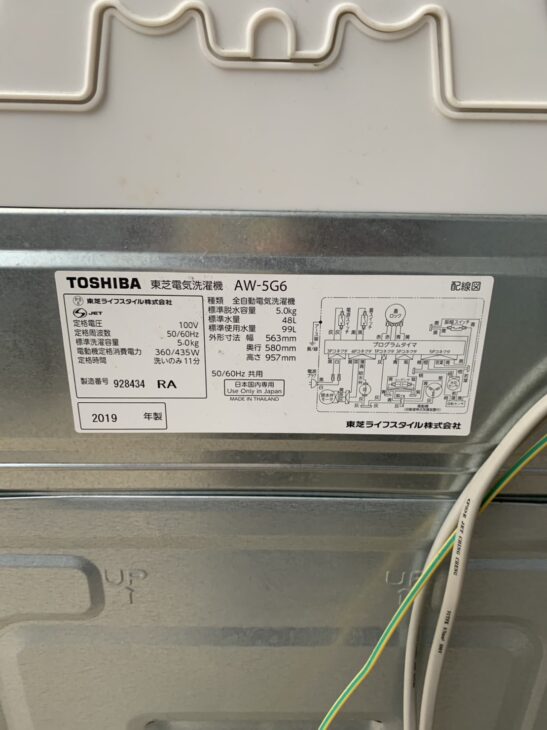 TOSHIBA 東芝電気洗濯機 AW-5G6 配線図
東芝ライフスタイル株式会社
JET
定格電圧 100V
定格周波数 50/60Hz
標準洗濯容量 5.0kg
電動機定格消費電力 360/435W
定格時間 洗いのみ 11分
製造番号 928434 RA
2019 年製
種類 全自動電気洗濯機
標準脱水容量 5.0kg
標準水量 48L
標準使用水量 99L
外形寸法 幅 563mm
奥行 580mm
高さ 957mm
50/60Hz 共用
日本国内専用
Use Only in Japan
MADE IN THAILAND
プログラムタイマ
東芝ライフスタイル株式会社
UP
UP